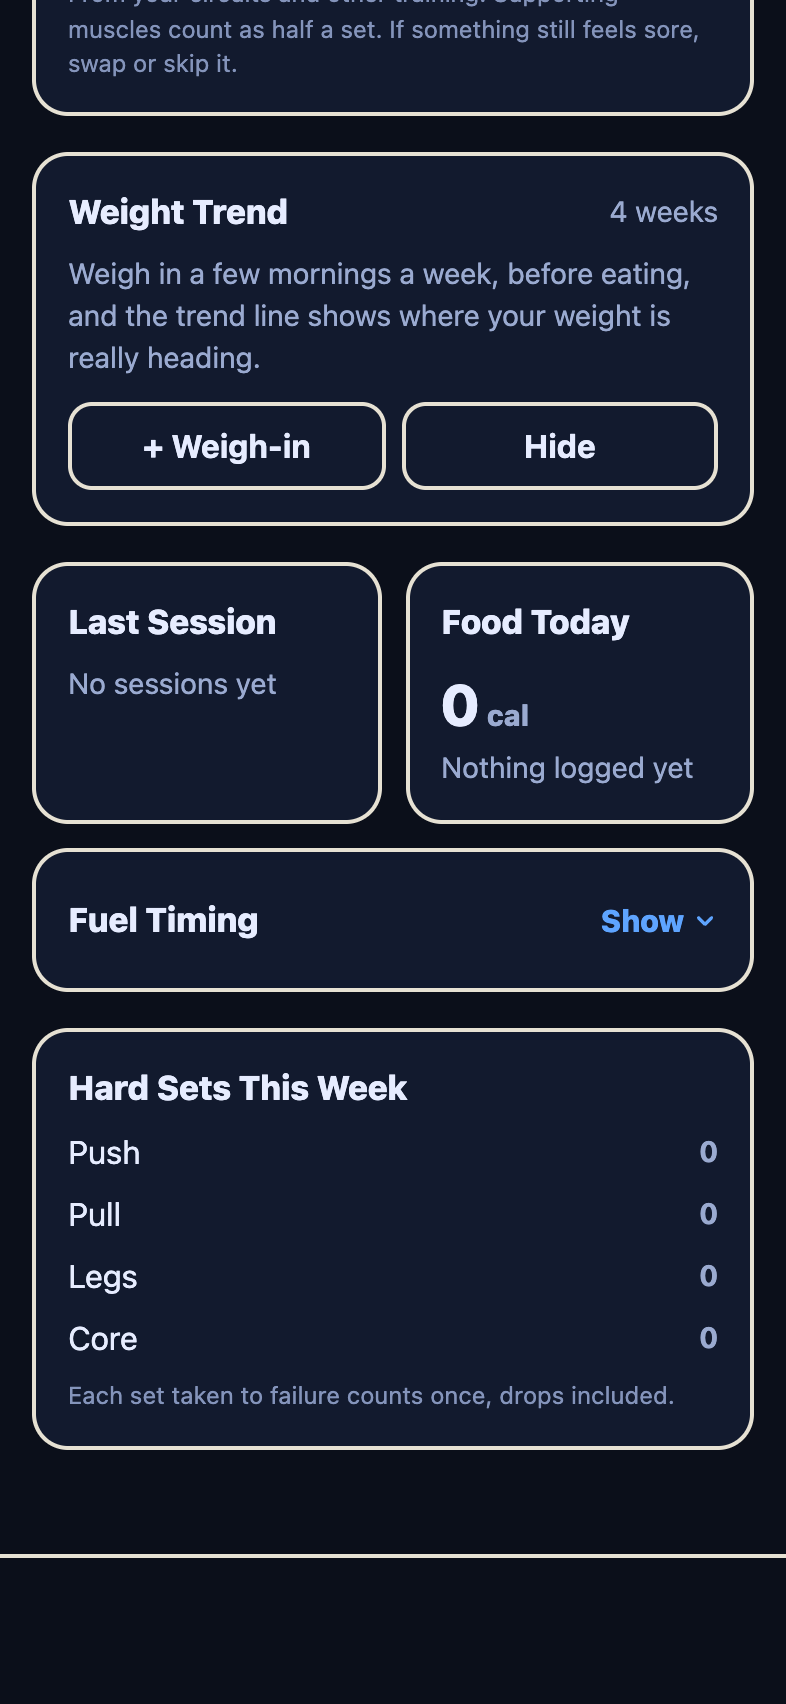 muscles count as half a set. If something still feels sore,
swap or skip it.
Weight Trend
4 weeks
Weigh in a few mornings a week, before eating,
and the trend line shows where your weight is
really heading.
+ Weigh-in
Hide
Last Session
No sessions yet
Food Today
0 cal
Nothing logged yet
Fuel Timing
Show
Hard Sets This Week
Push
0
Pull
0
Legs
0
Core
0
Each set taken to failure counts once, drops included.